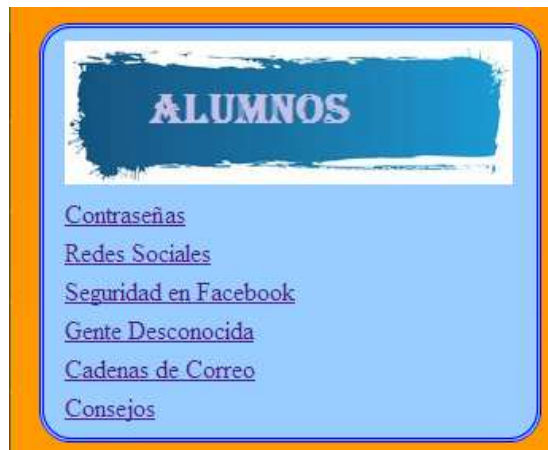 ALUMNOS
Contraseñas
Redes Sociales
Seguridad en Facebook
Gente Desconocida
Cadenas de Correo
Consejos